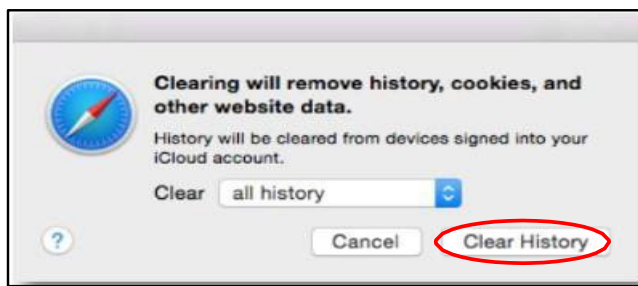 Clearing will remove history, cookies, and
other website data.
History will be cleared from devices signed into your
iCloud account.
Clear all history
? Cancel Clear History